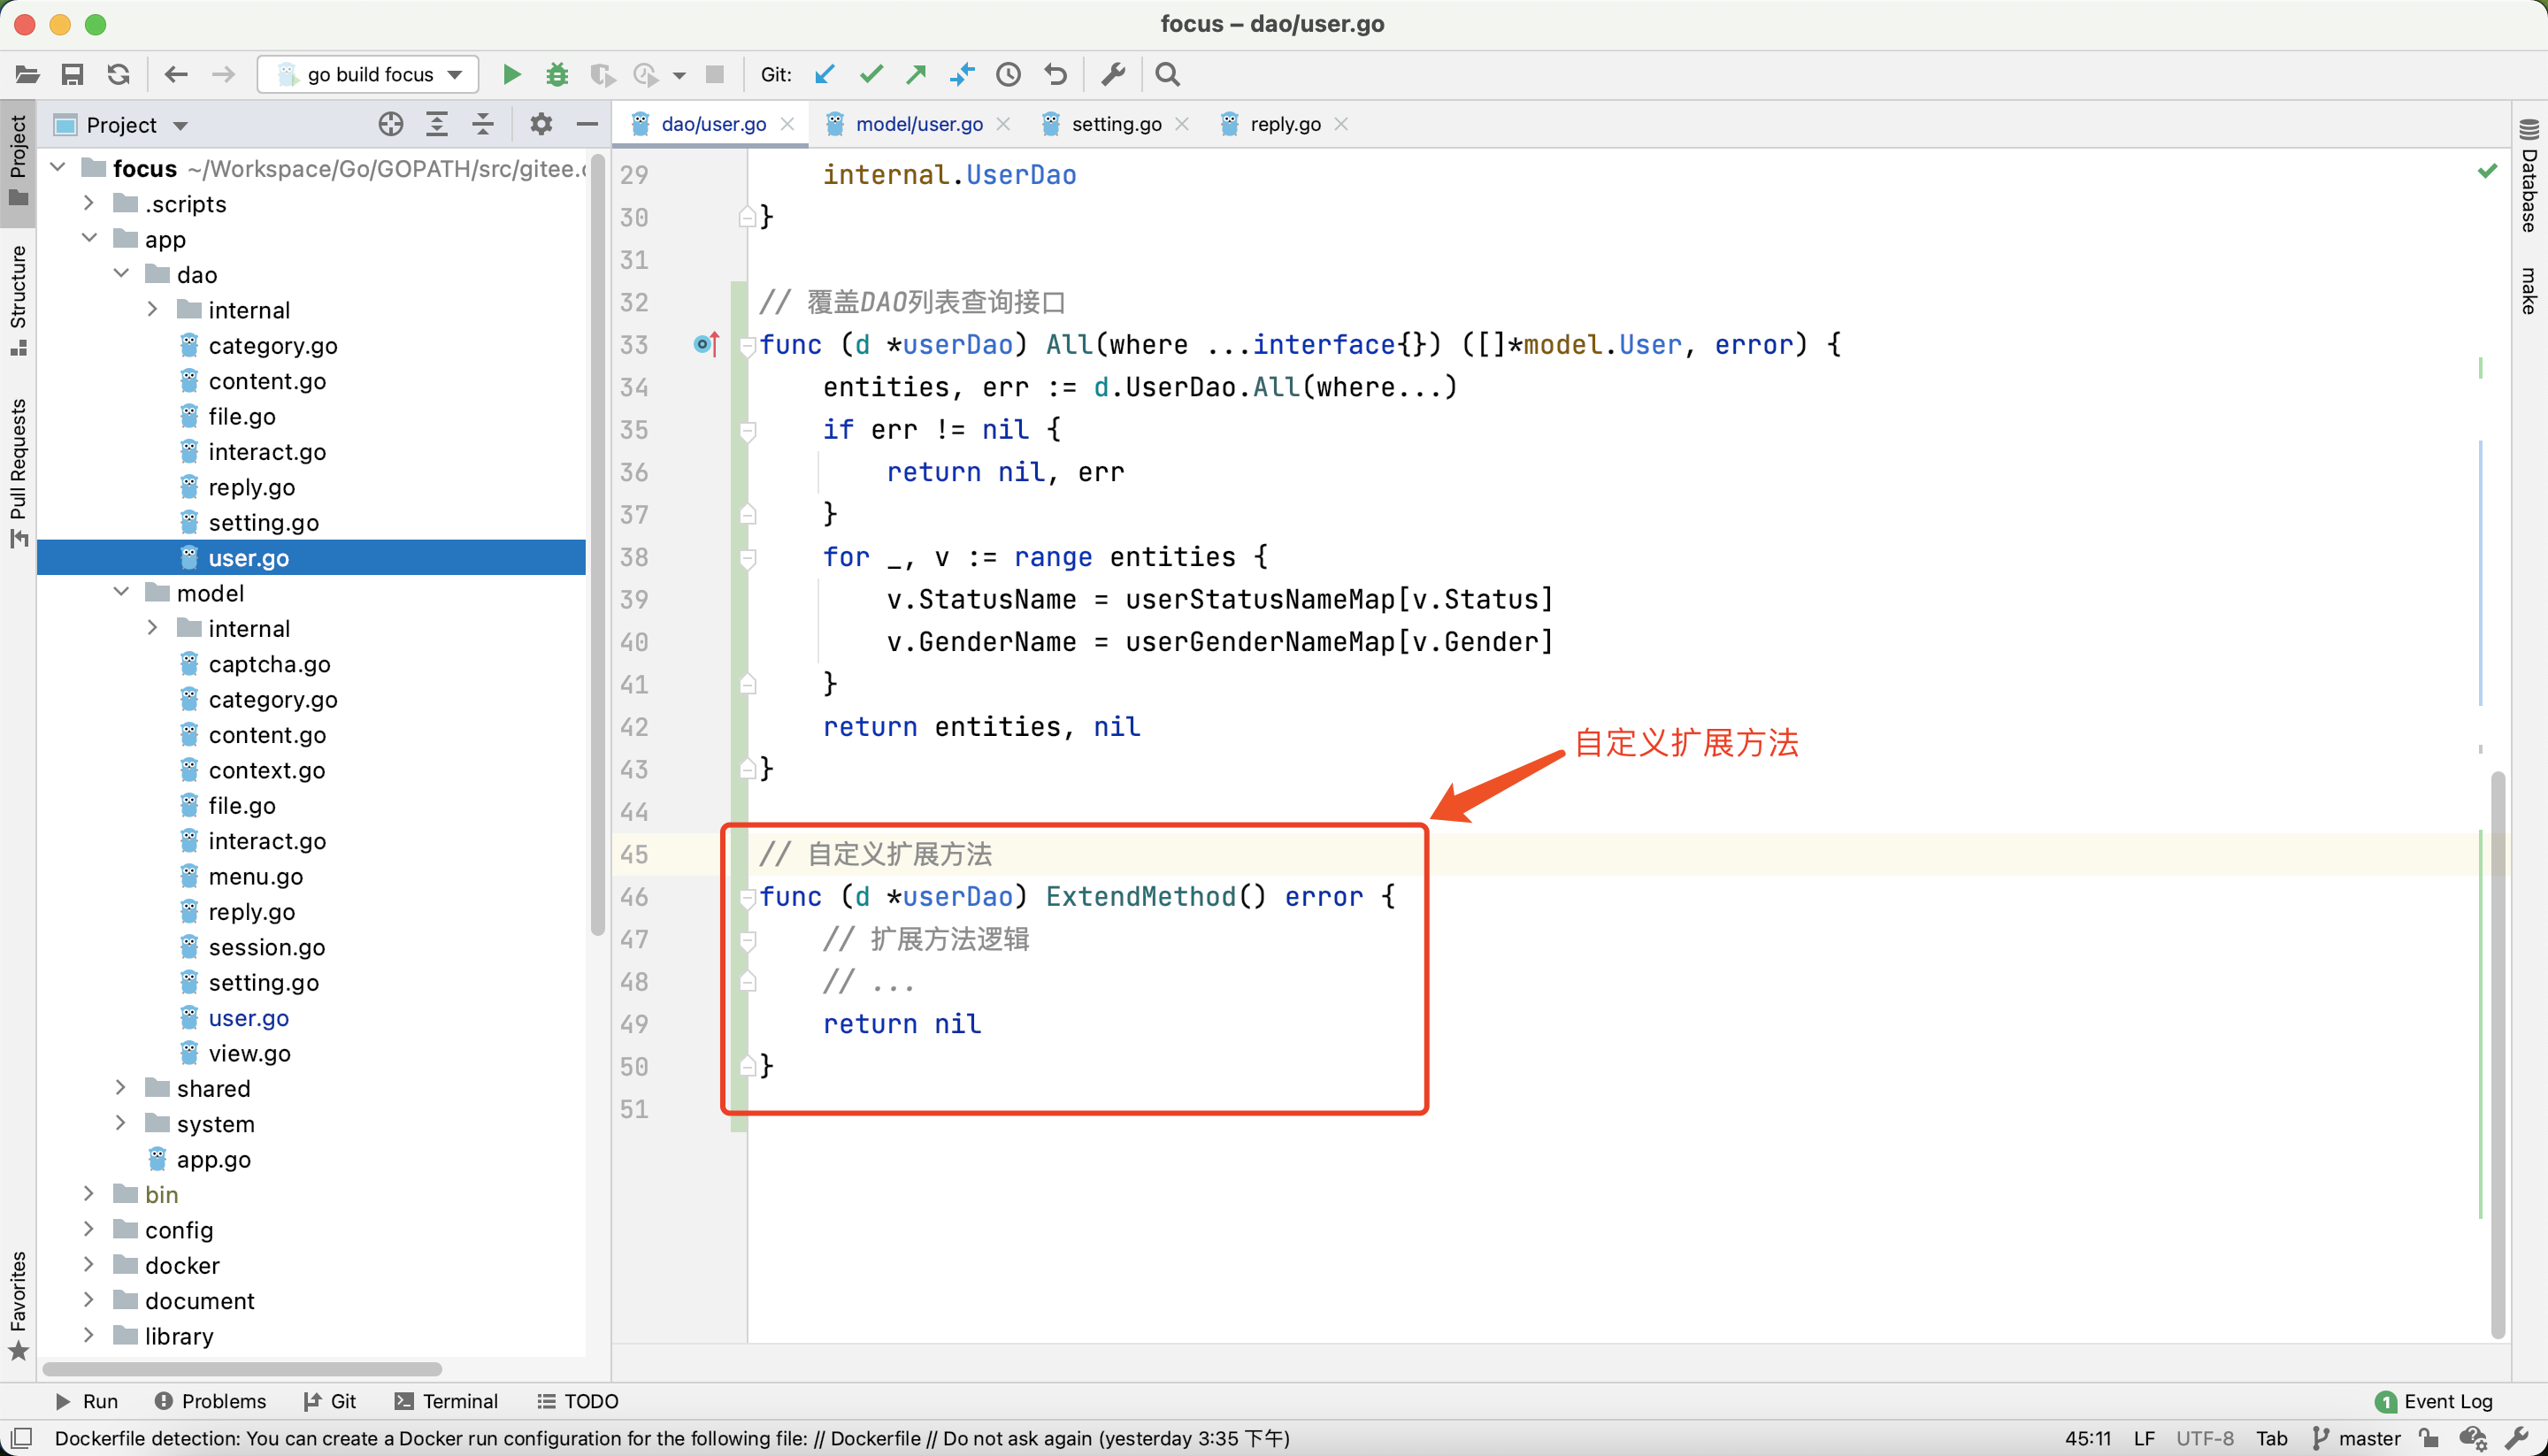 focus – dao/user.go
go build focus
Git:
Project
dao/user.go
model/user.go
setting.go
reply.go
Project
Structure
Pull Requests
Favorites
focus ~/Workspace/Go/GOPATH/src/gitee.c
.scripts
app
dao
internal
category.go
content.go
file.go
interact.go
reply.go
setting.go
user.go
model
internal
captcha.go
category.go
content.go
context.go
file.go
interact.go
menu.go
reply.go
session.go
setting.go
user.go
view.go
shared
system
app.go
bin
config
docker
document
library
29 internal.UserDao
30 }
31
32 // 覆盖DAO列表查询接口
33 func (d *userDao) All(where ...interface{}) ([]*model.User, error) {
34 entities, err := d.UserDao.All(where...)
35 if err != nil {
36 return nil, err
37 }
38 for _, v := range entities {
39 v.StatusName = userStatusNameMap[v.Status]
40 v.GenderName = userGenderNameMap[v.Gender]
41 }
42 return entities, nil
43 }
44
45 // 自定义扩展方法
46 func (d *userDao) ExtendMethod() error {
47 // 扩展方法逻辑
48 // ...
49 return nil
50 }
51
自定义扩展方法
Database
make
Run
Problems
Git
Terminal
TODO
1 Event Log
Dockerfile detection: You can create a Docker run configuration for the following file: // Dockerfile // Do not ask again (yesterday 3:35 下午)
45:11
LF
UTF-8
Tab
master